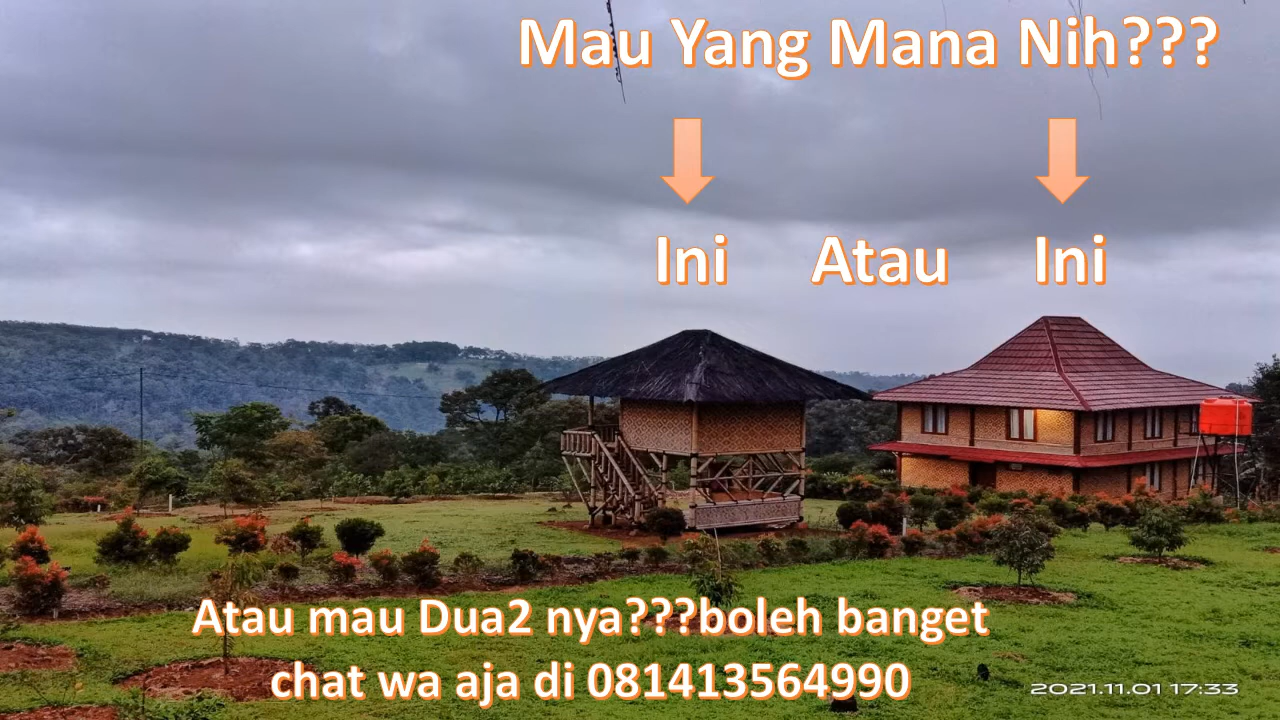 Mau Yang Mana Nih???
Ini Atau Ini
Atau mau Dua2 nya???boleh banget
chat wa aja di 081413564990
2021.11.01 17:33